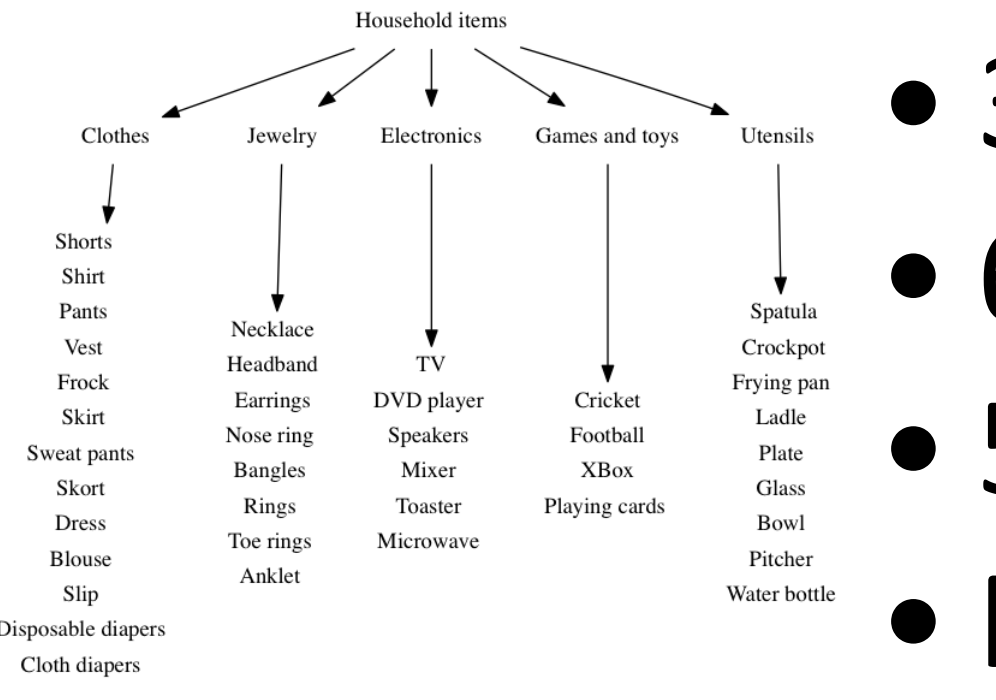 Household items
Clothes
Jewelry
Electronics
Games and toys
Utensils
Shorts
Shirt
Pants
Vest
Frock
Skirt
Sweat pants
Skort
Dress
Blouse
Slip
Disposable diapers
Cloth diapers
Necklace
Headband
Earrings
Nose ring
Bangles
Rings
Toe rings
Anklet
TV
DVD player
Speakers
Mixer
Toaster
Microwave
Cricket
Football
XBox
Playing cards
Spatula
Crockpot
Frying pan
Ladle
Plate
Glass
Bowl
Pitcher
Water bottle